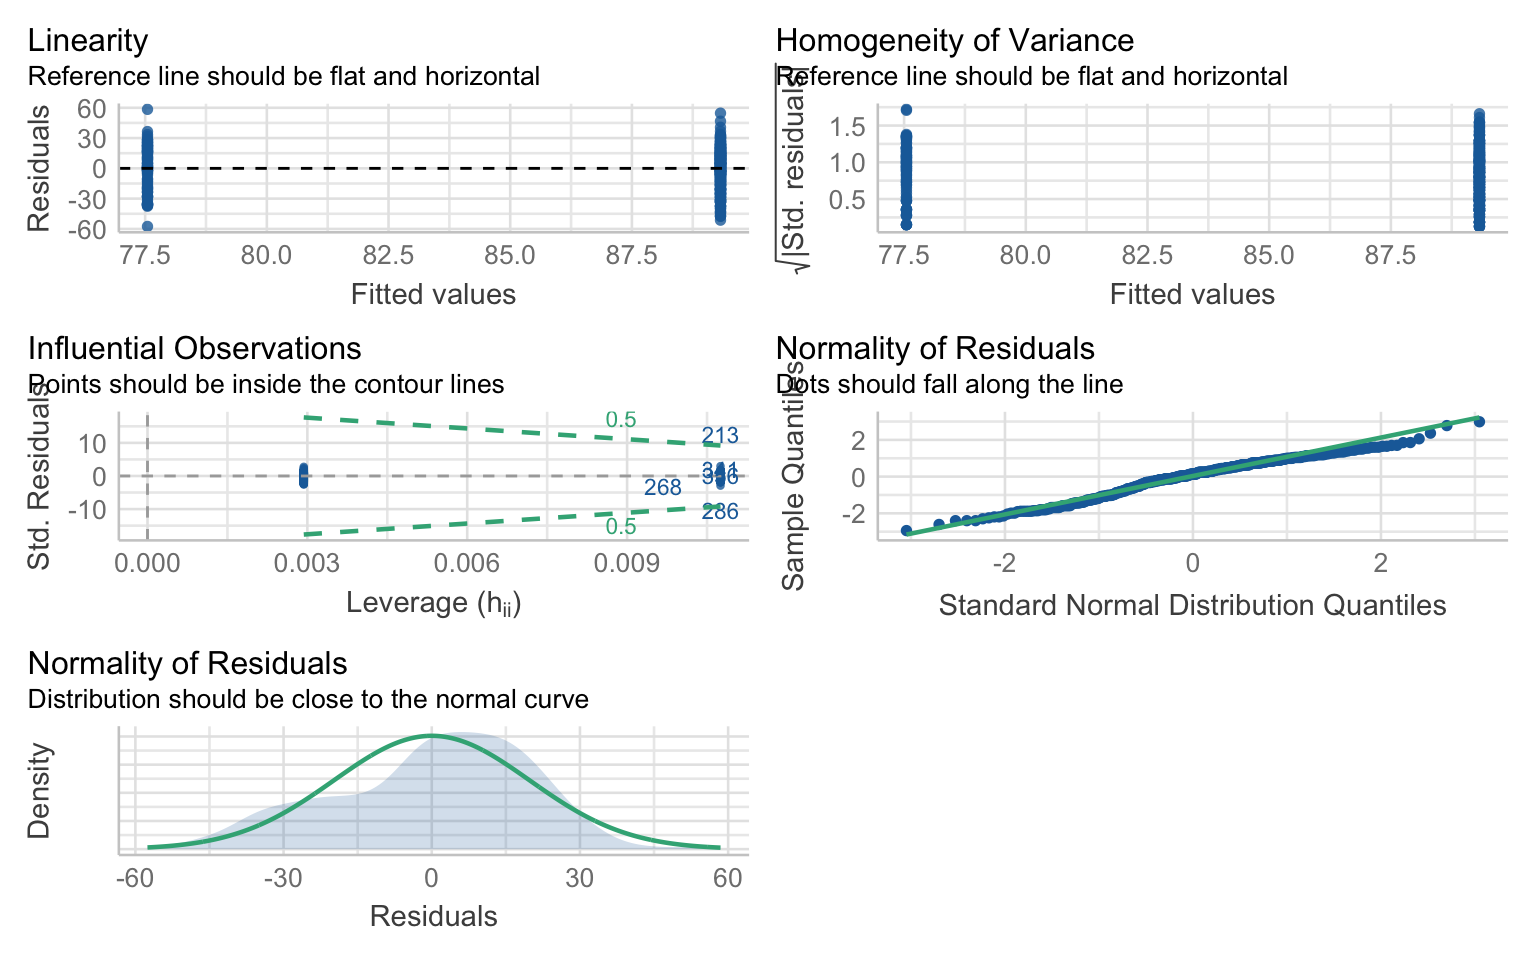 Linearity
Reference line should be flat and horizontal
Residuals
60
30
0
-30
-60
77.5 80.0 82.5 85.0 87.5
Fitted values
Homogeneity of Variance
Reference line should be flat and horizontal
√|Std. residuals|
1.5
1.0
0.5
77.5 80.0 82.5 85.0 87.5
Fitted values
Influential Observations
Points should be inside the contour lines
Std. Residuals
10
0
-10
0.5
213
341
268
286
0.5
0.000 0.003 0.006 0.009
Leverage (hii)
Normality of Residuals
Dots should fall along the line
Sample Quantiles
2
0
-2
-2 0 2
Standard Normal Distribution Quantiles
Normality of Residuals
Distribution should be close to the normal curve
Density
-60 -30 0 30 60
Residuals